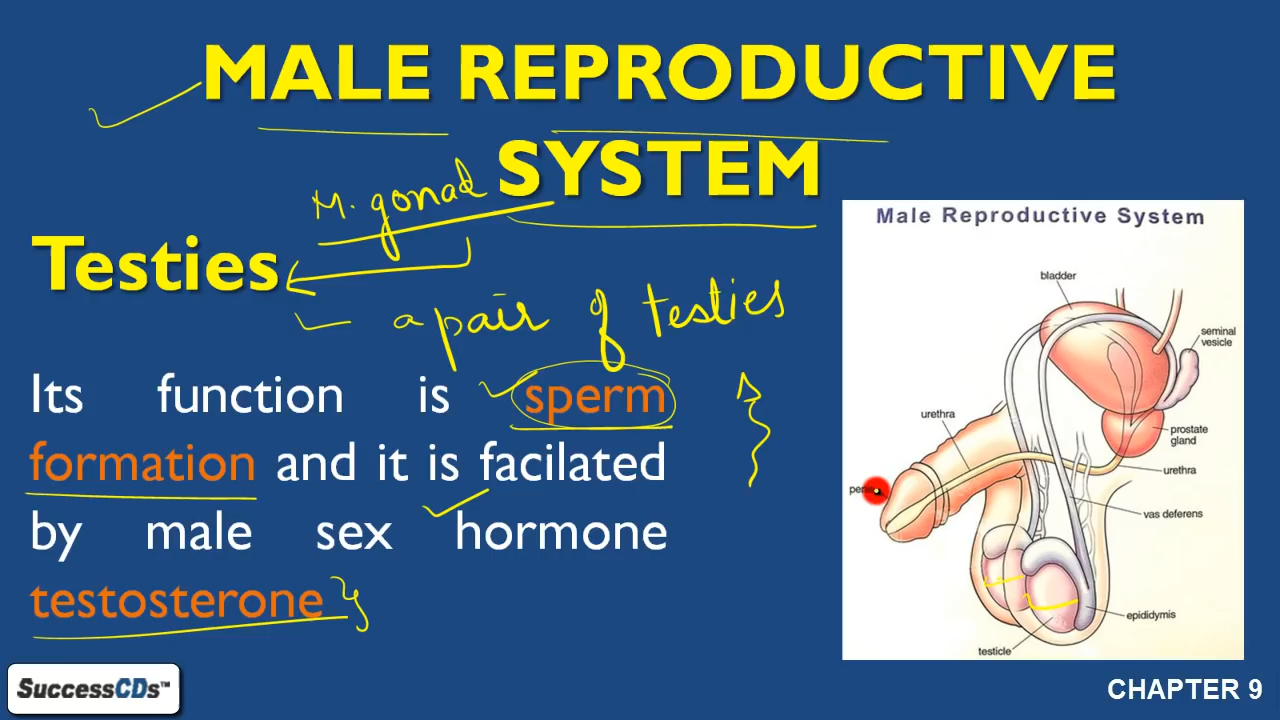 MALE REPRODUCTIVE
SYSTEM
M. gonad
Testies
a pair of testies
Its function is sperm
formation and it is facilated
by male sex hormone
testosterone
Male Reproductive System
bladder
seminal
vesicle
urethra
prostate
gland
urethra
vas deferens
epididymis
testicle
SuccessCDs™
CHAPTER 9